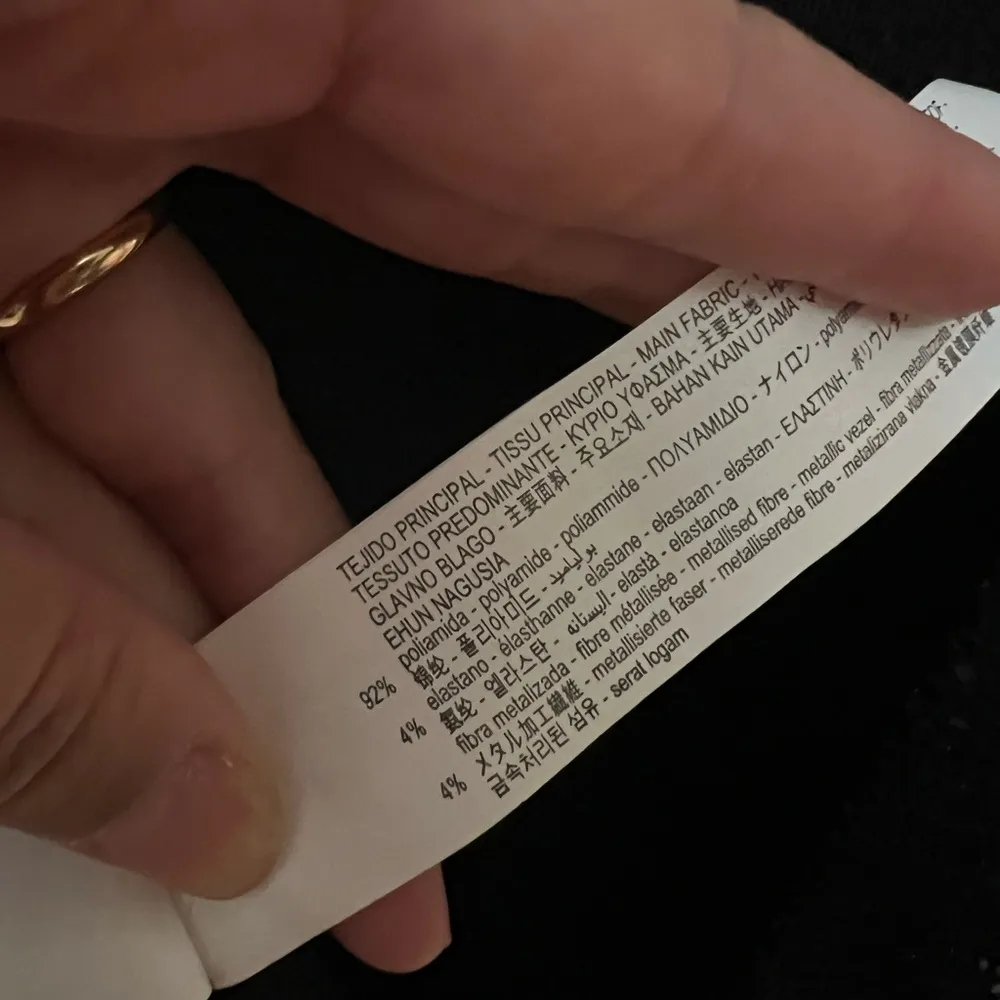 TEJIDO PRINCIPAL - TISSU PRINCIPAL - MAIN FABRIC -
TESSUTO PREDOMINANTE - ΚΥΡΙΟ ΥΦΑΣΜΑ - 主要生地 -
GLAVNO BLAGO - 主要面料 - 주요소재 - BAHAN KAIN UTAMA -
EHUN NAGUSIA
92% poliamida - polyamide - poliammide - ΠΟΛΥΑΜΙΔΙΟ - ナイロン -
锦纶 - 폴리아미드 - بوليميد
4% elastano - élasthanne - elastane - elastaan - elastan - ΕΛΑΣΤΙΝΗ - ポリウレタ
氨纶 - 엘라스탄 - اليستانه - elastà - elastanoa
fibra metalizada - fibre métallisée - metallised fibre - metallic vezel - fibra metallizzata -
4% メタル加工繊維 - metallisierte faser - metalliserede fibre - metalizirana vlakna - 金属镀膜纤维
금속처리된 섬유 - serat logam